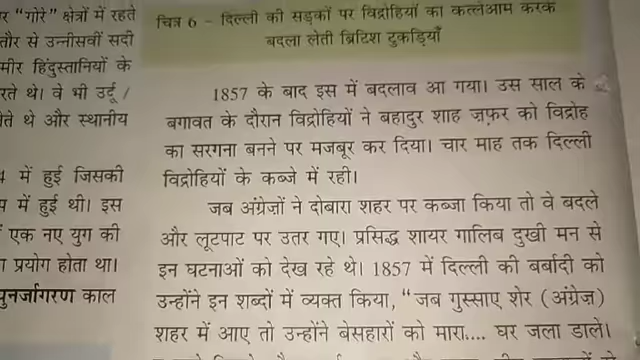 र "गोरे" क्षेत्रों में रहते
तौर से उन्नीसवीं सदी
मीर हिंदुस्तानियों के
रते थे। वे भी उर्दू /
ते थे और स्थानीय
में हुई जिसकी
में हुई थी। इस
एक नए युग की
प्रयोग होता था।
पुनर्जागरण काल
चित्र 6 – दिल्ली की सड़कों पर विद्रोहियों का कत्लेआम करके
बदला लेती ब्रिटिश टुकड़ियाँ
1857 के बाद इस में बदलाव आ गया। उस साल के
बगावत के दौरान विद्रोहियों ने बहादुर शाह ज़फ़र को विद्रोह
का सरगना बनने पर मजबूर कर दिया। चार माह तक दिल्ली
विद्रोहियों के कब्जे में रही।
जब अंग्रेज़ों ने दोबारा शहर पर कब्जा किया तो वे बदले
और लूटपाट पर उतर गए। प्रसिद्ध शायर गालिब दुखी मन से
इन घटनाओं को देख रहे थे। 1857 में दिल्ली की बर्बादी को
उन्होंने इन शब्दों में व्यक्त किया, "जब गुस्साए शेर (अंग्रेज़)
शहर में आए तो उन्होंने बेसहारों को मारा.... घर जला डाले।